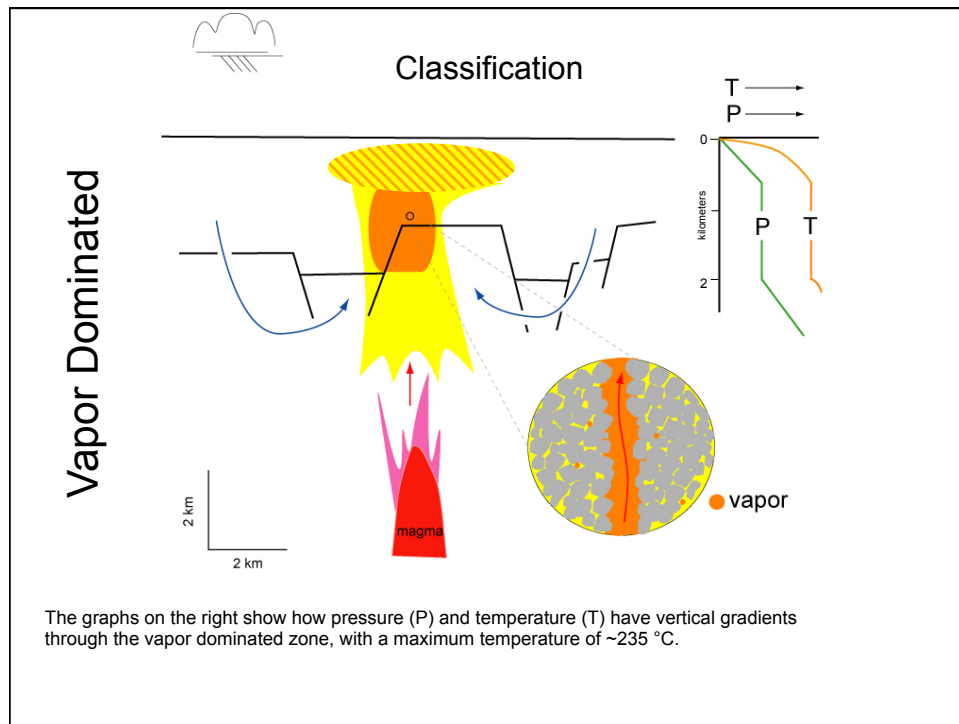 Classification
Vapor Dominated
T
P
0
kilometers
P
T
2
vapor
magma
2 km
2 km
The graphs on the right show how pressure (P) and temperature (T) have vertical gradients
through the vapor dominated zone, with a maximum temperature of ~235 °C.